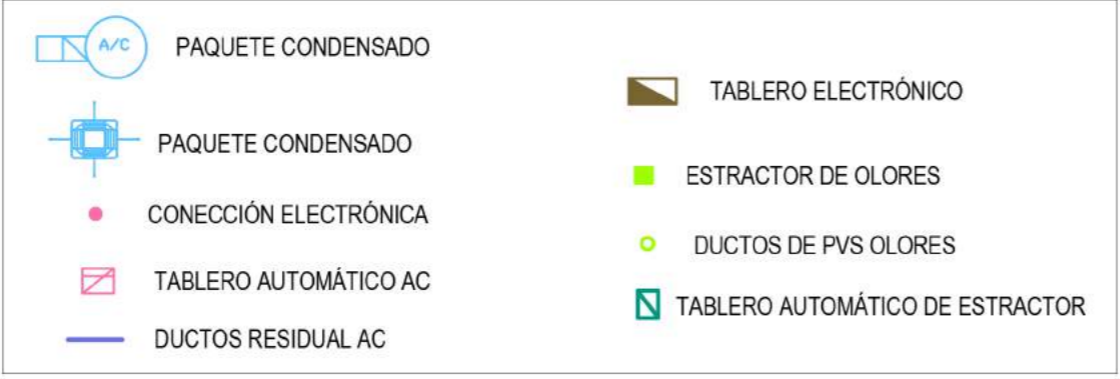 A/C
PAQUETE CONDENSADO
PAQUETE CONDENSADO
CONECCIÓN ELECTRÓNICA
TABLERO AUTOMÁTICO AC
DUCTOS RESIDUAL AC
TABLERO ELECTRÓNICO
ESTRACTOR DE OLORES
DUCTOS DE PVS OLORES
TABLERO AUTOMÁTICO DE ESTRACTOR